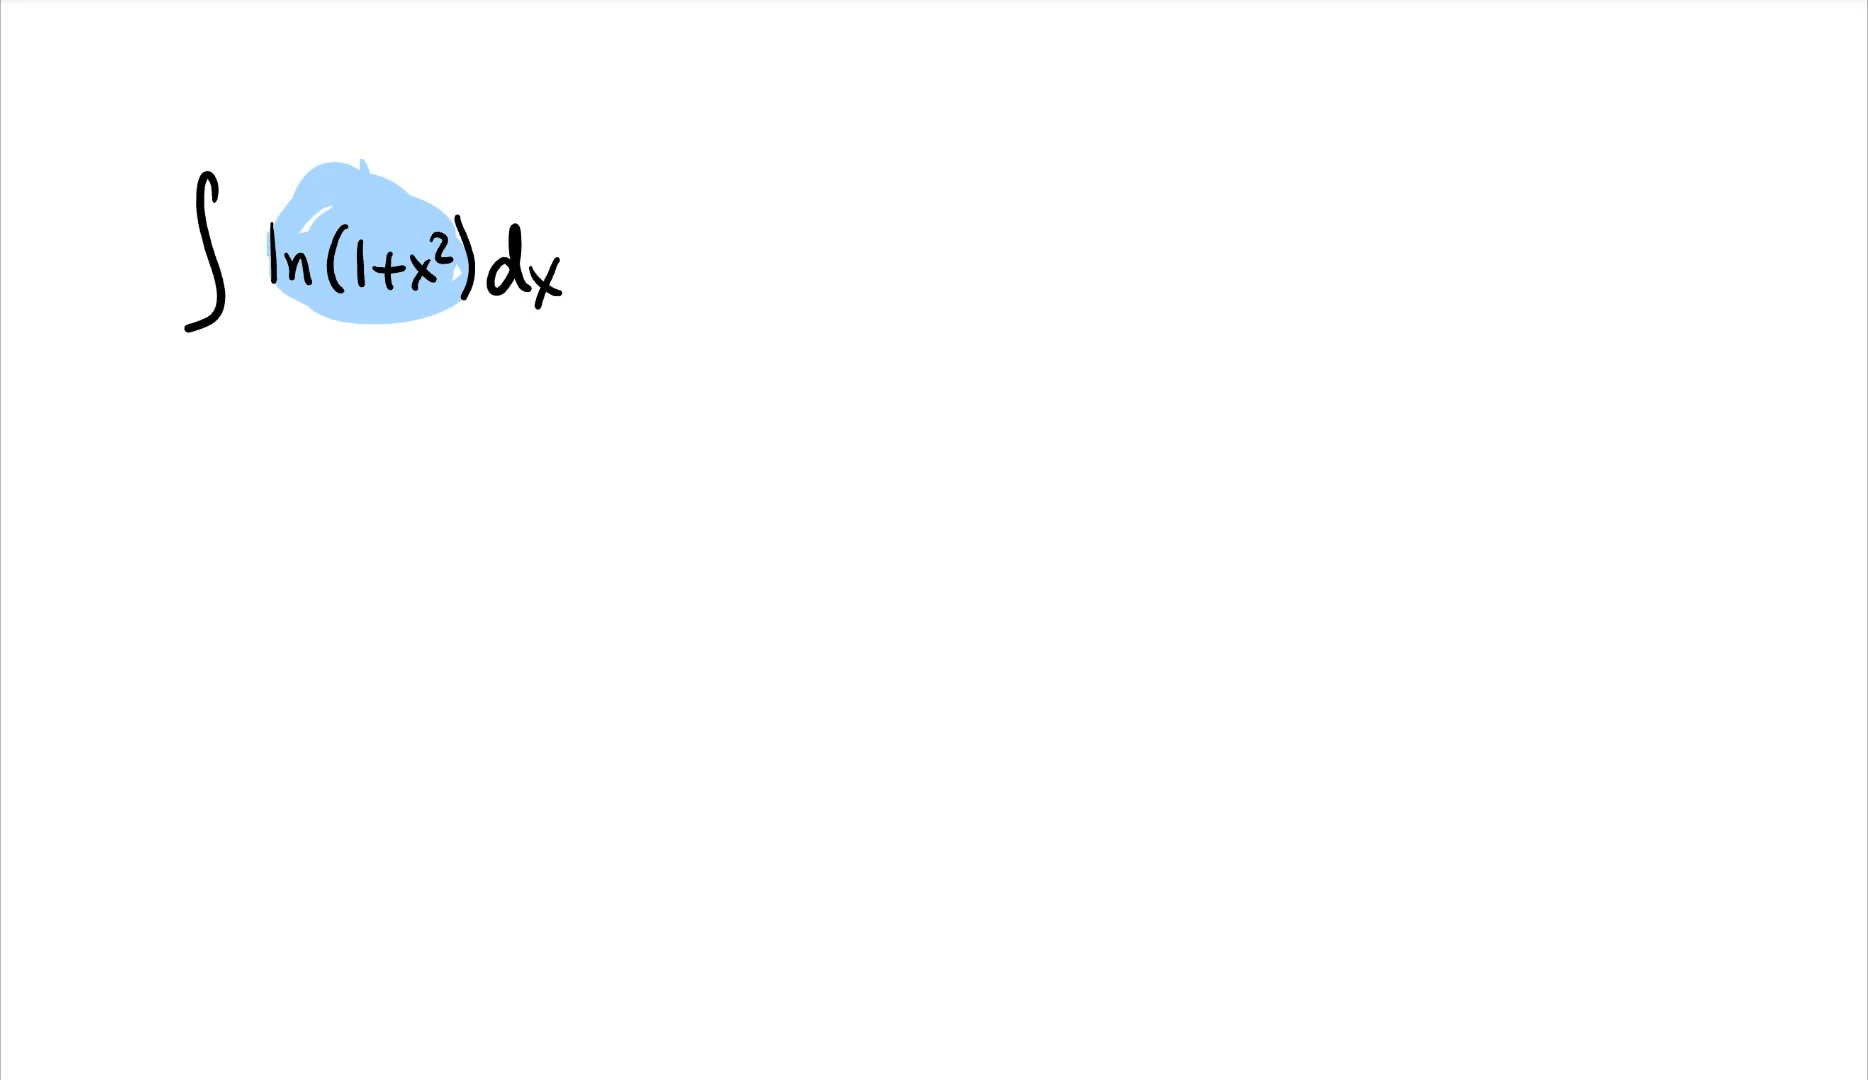 ∫ ln(1+x²)dx